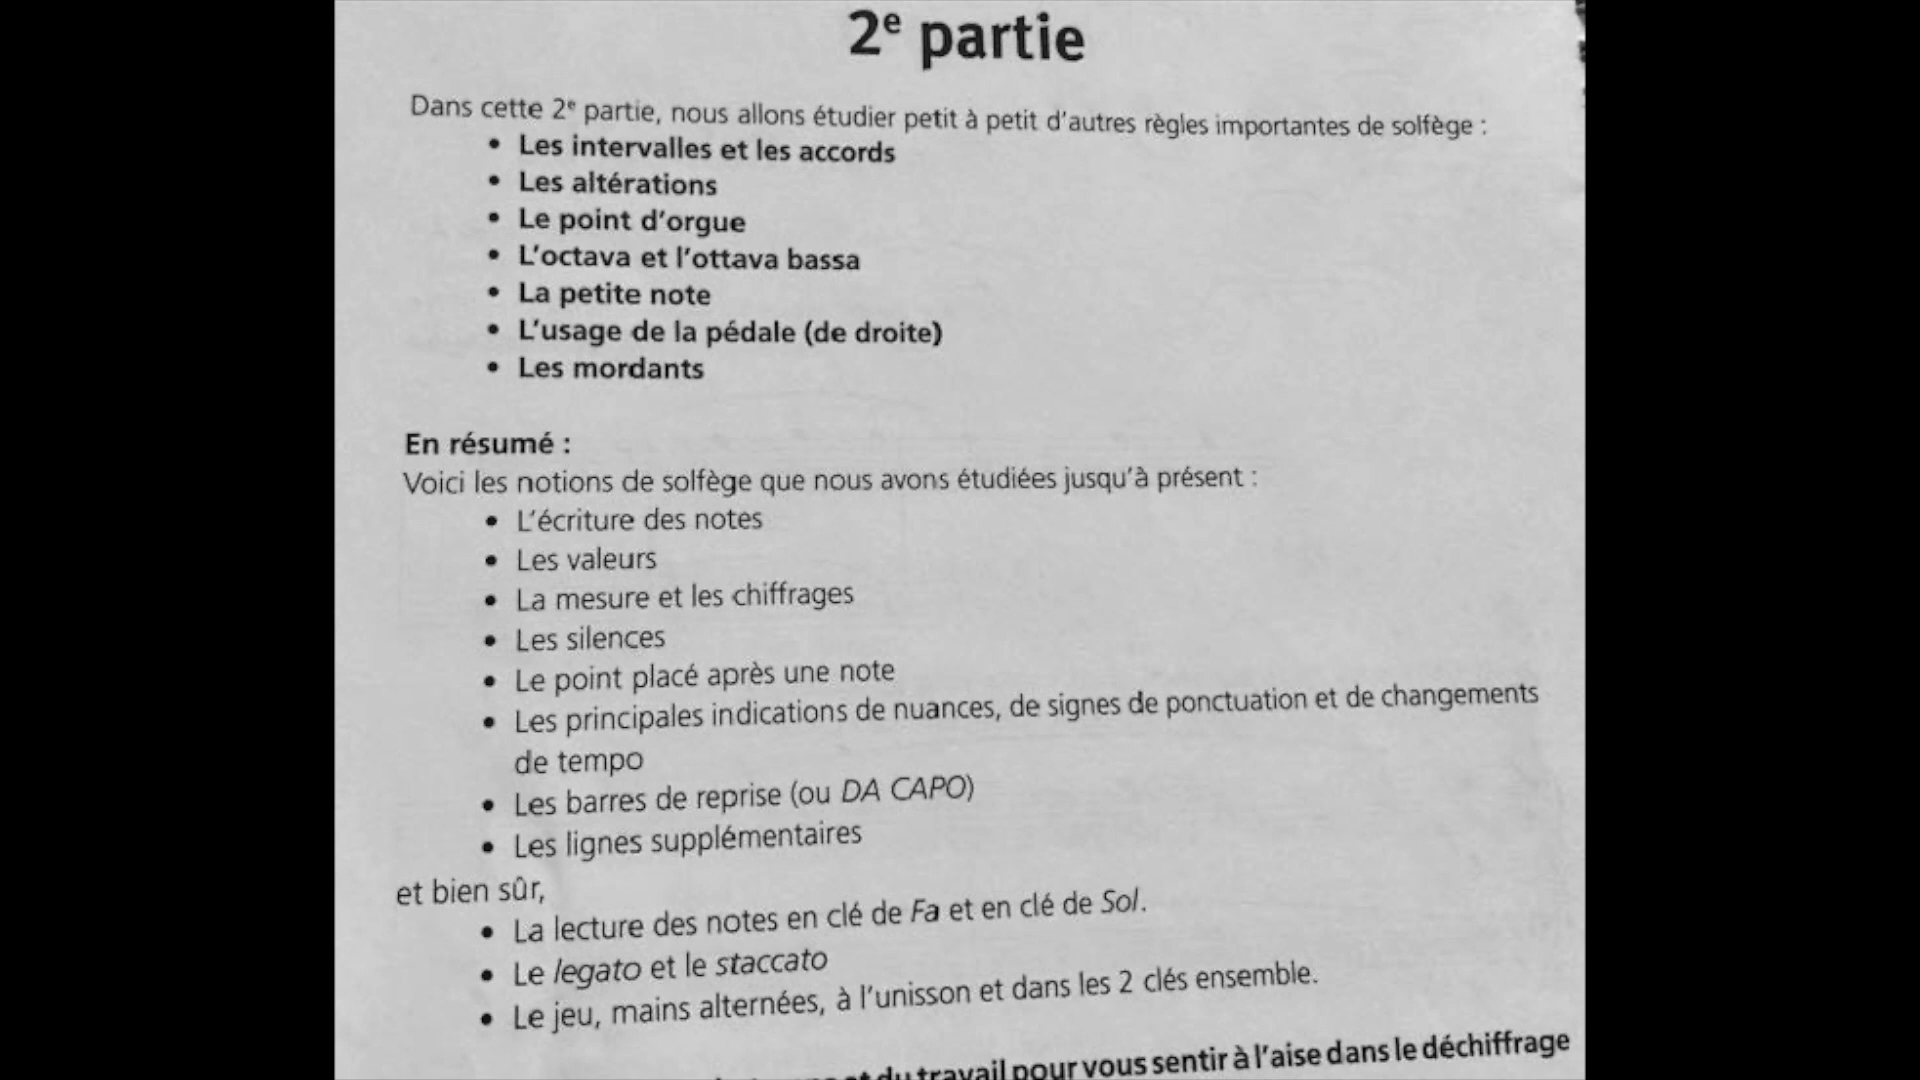 2e partie
Dans cette 2e partie, nous allons étudier petit à petit d'autres règles importantes de solfège :
• Les intervalles et les accords
• Les altérations
• Le point d'orgue
• L'octava et l'ottava bassa
• La petite note
• L'usage de la pédale (de droite)
• Les mordants
En résumé :
Voici les notions de solfège que nous avons étudiées jusqu'à présent :
• L'écriture des notes
• Les valeurs
• La mesure et les chiffrages
• Les silences
• Le point placé après une note
• Les principales indications de nuances, de signes de ponctuation et de changements
de tempo
• Les barres de reprise (ou DA CAPO)
• Les lignes supplémentaires
et bien sûr,
• La lecture des notes en clé de Fa et en clé de Sol.
• Le legato et le staccato
• Le jeu, mains alternées, à l'unisson et dans les 2 clés ensemble.
et du travail pour vous sentir à l'aise dans le déchiffrage